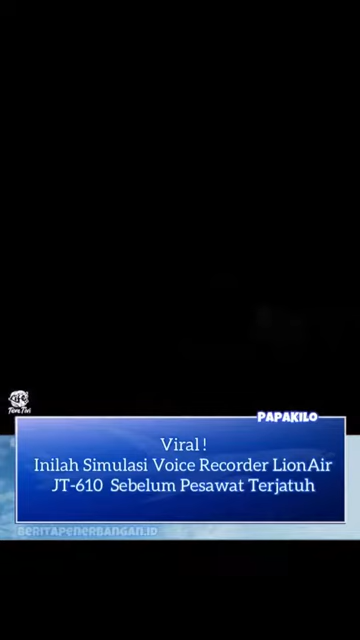 PAPAKILO
Viral !
Inilah Simulasi Voice Recorder LionAir
JT-610 Sebelum Pesawat Terjatuh
BERITAPENERBANGAN.ID